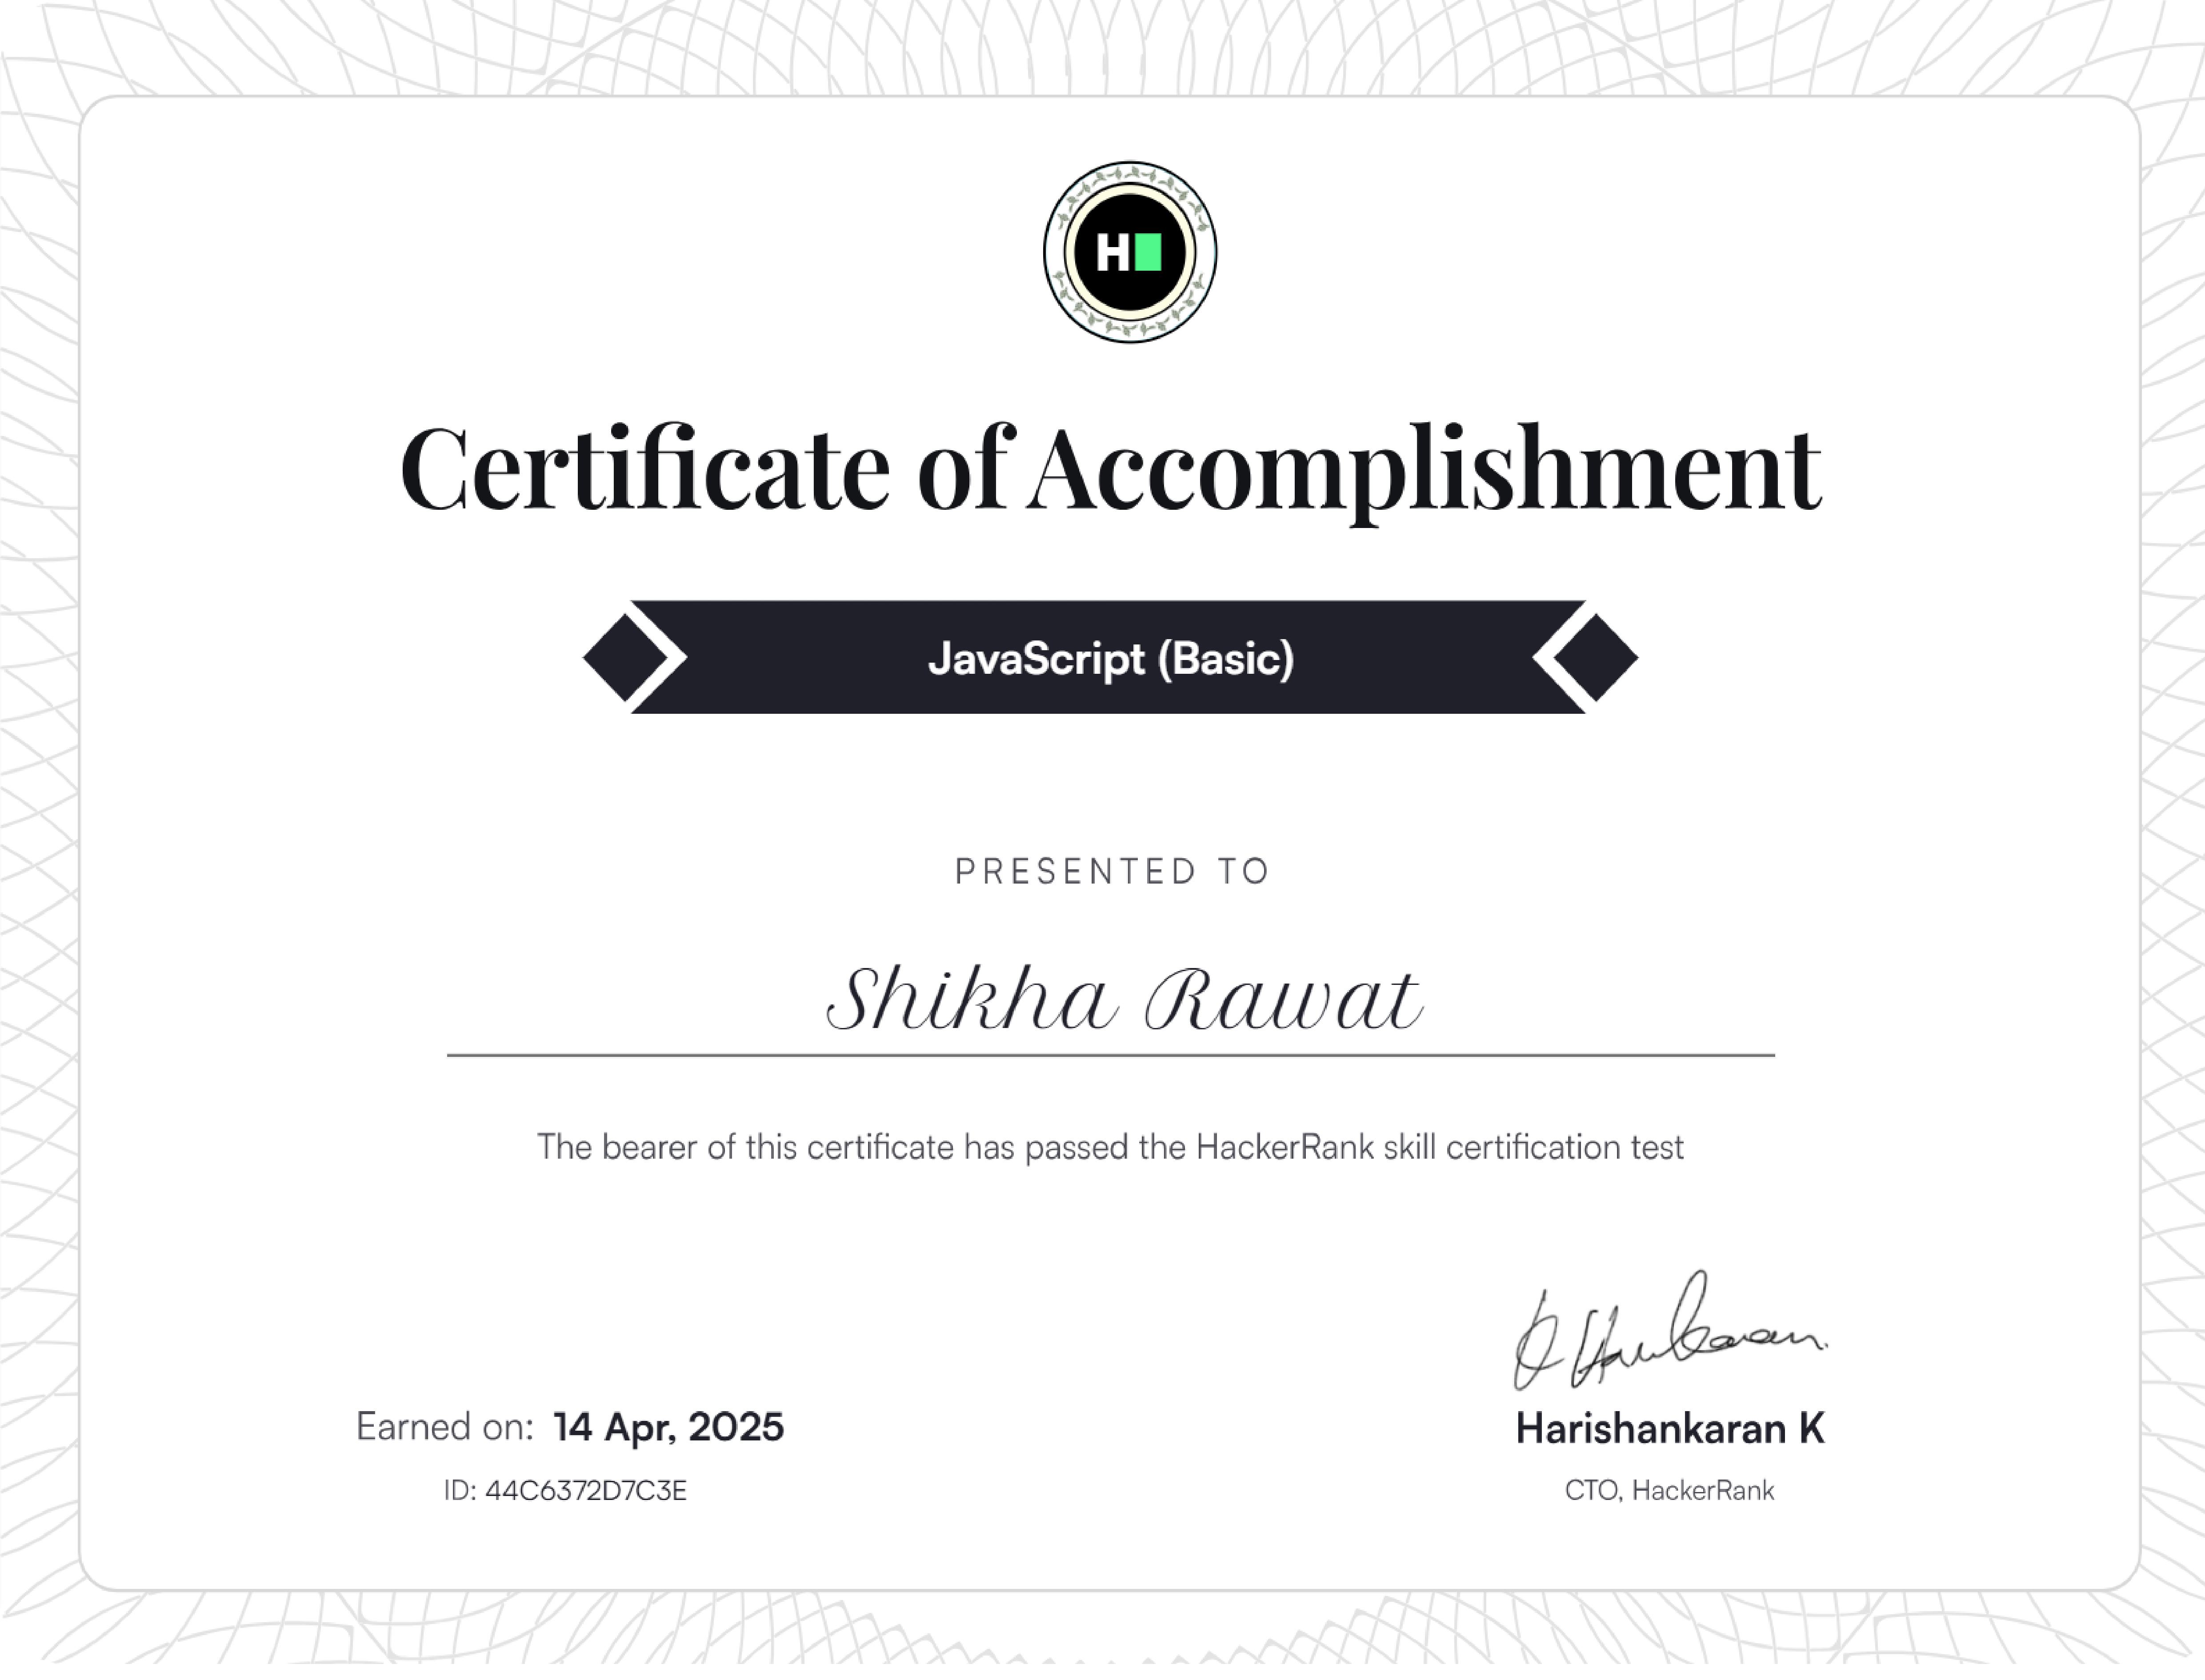 H
Certificate of Accomplishment
JavaScript (Basic)
PRESENTED TO
Shikha Rawat
The bearer of this certificate has passed the HackerRank skill certification test
Earned on: 14 Apr, 2025
ID: 44C6372D7C3E
Harishankaran K
CTO, HackerRank